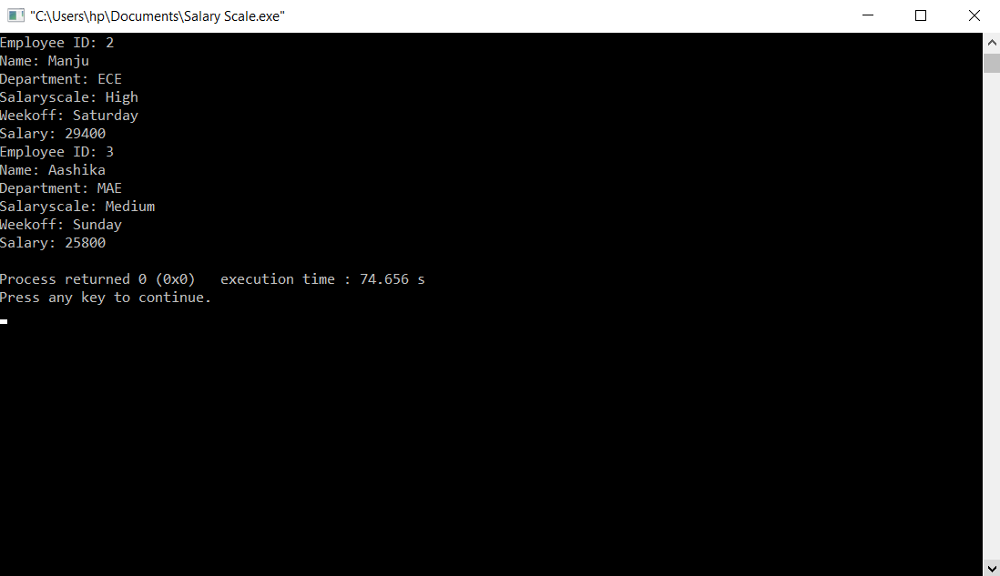 "C:\Users\hp\Documents\Salary Scale.exe"
Employee ID: 2
Name: Manju
Department: ECE
Salaryscale: High
Weekoff: Saturday
Salary: 29400
Employee ID: 3
Name: Aashika
Department: MAE
Salaryscale: Medium
Weekoff: Sunday
Salary: 25800
Process returned 0 (0x0)   execution time : 74.656 s
Press any key to continue.